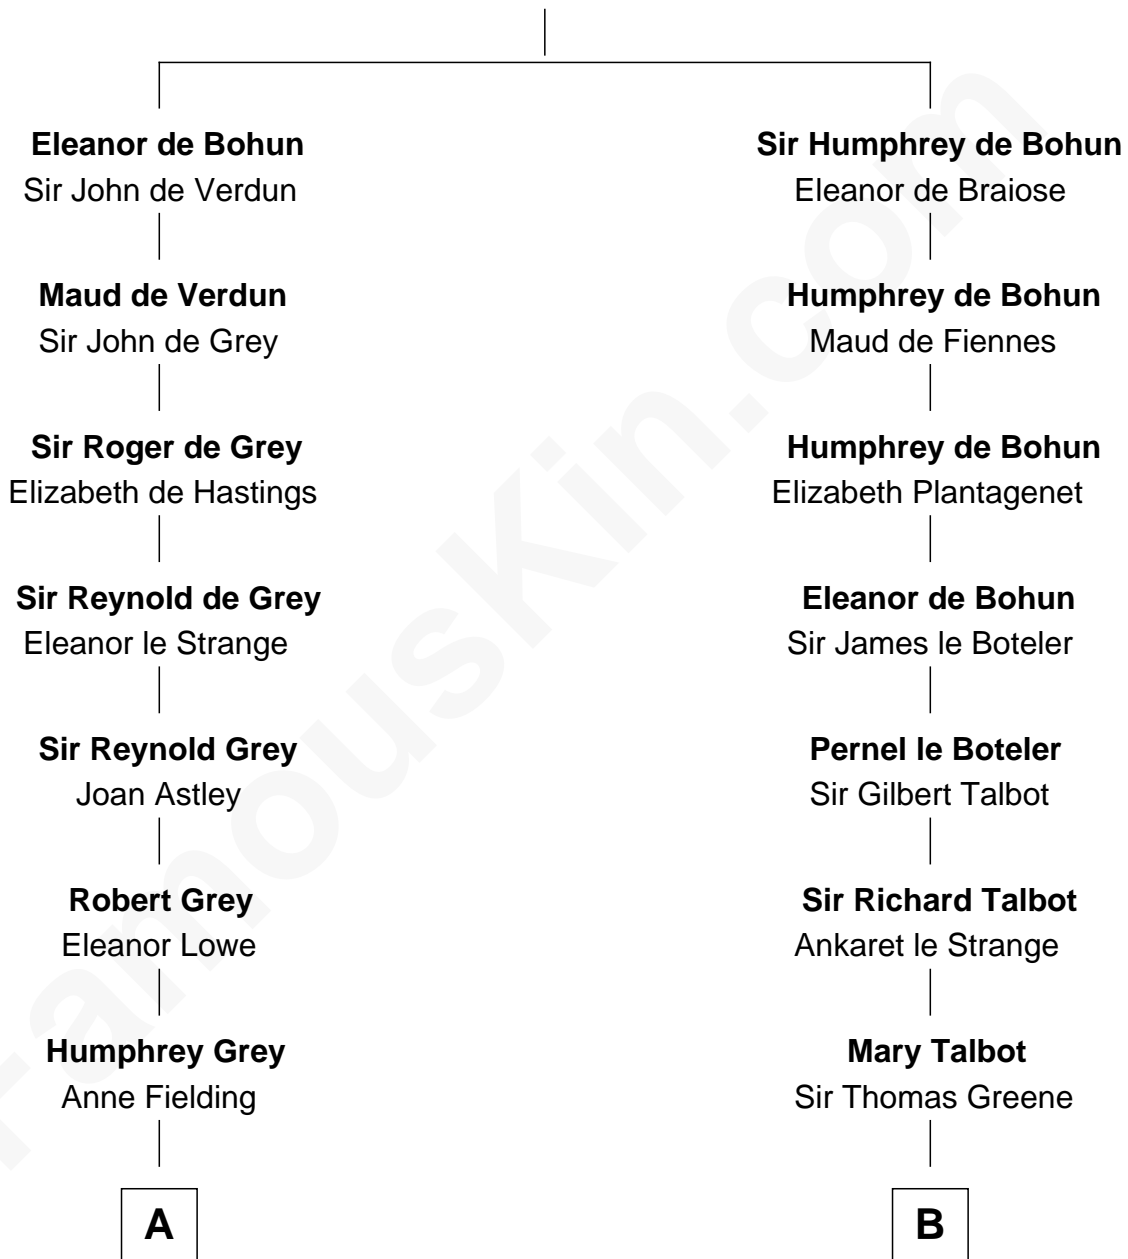 Eleanor de Bohun
Sir John de Verdun
Maud de Verdun
Sir John de Grey
Sir Roger de Grey
Elizabeth de Hastings
Sir Reynold de Grey
Eleanor le Strange
Sir Reynold Grey
Joan Astley
Robert Grey
Eleanor Lowe
Humphrey Grey
Anne Fielding
A
Sir Humphrey de Bohun
Eleanor de Braiose
Humphrey de Bohun
Maud de Fiennes
Humphrey de Bohun
Elizabeth Plantagenet
Eleanor de Bohun
Sir James le Boteler
Pernel le Boteler
Sir Gilbert Talbot
Sir Richard Talbot
Ankaret le Strange
Mary Talbot
Sir Thomas Greene
B
FamousKin.com